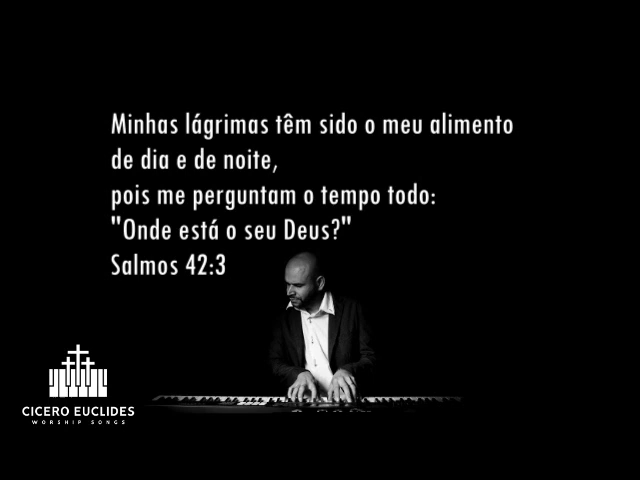 Minhas lágrimas têm sido o meu alimento
de dia e de noite,
pois me perguntam o tempo todo:
"Onde está o seu Deus?"
Salmos 42:3
CICERO EUCLIDES
WORSHIP SONGS